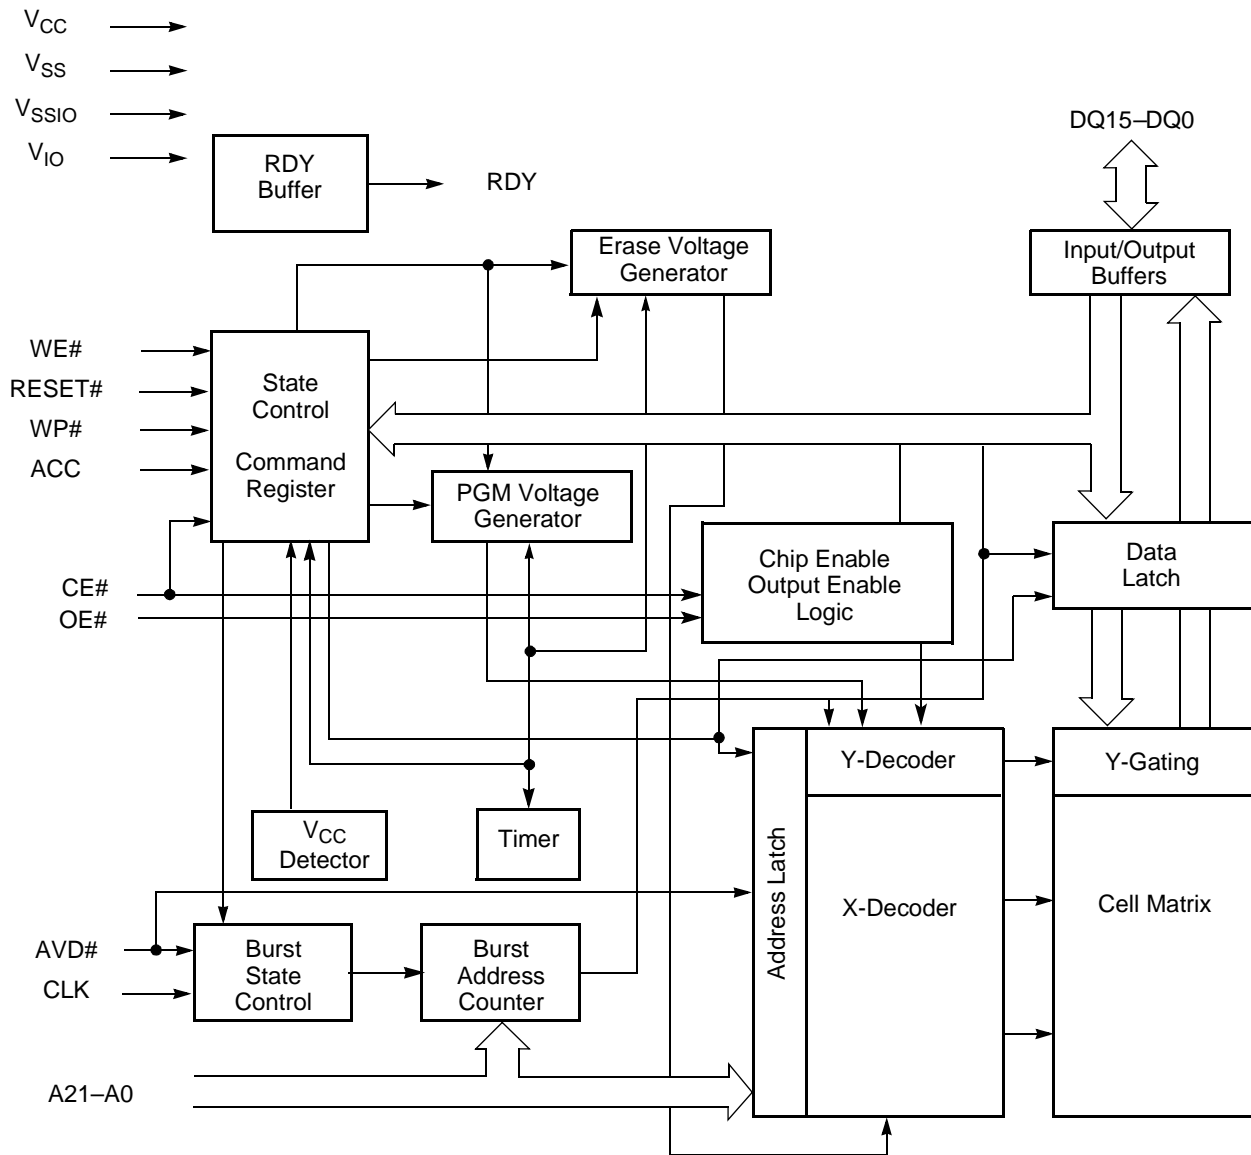 VCC
VSS
VSSIO
VIO
RDY
Buffer
RDY
DQ15–DQ0
Erase Voltage
Generator
Input/Output
Buffers
WE#
RESET#
WP#
ACC
State
Control
Command
Register
PGM Voltage
Generator
CE#
OE#
Chip Enable
Output Enable
Logic
Data
Latch
Y-Decoder
Y-Gating
VCC
Detector
Timer
Address Latch
X-Decoder
Cell Matrix
AVD#
CLK
Burst
State
Control
Burst
Address
Counter
A21–A0